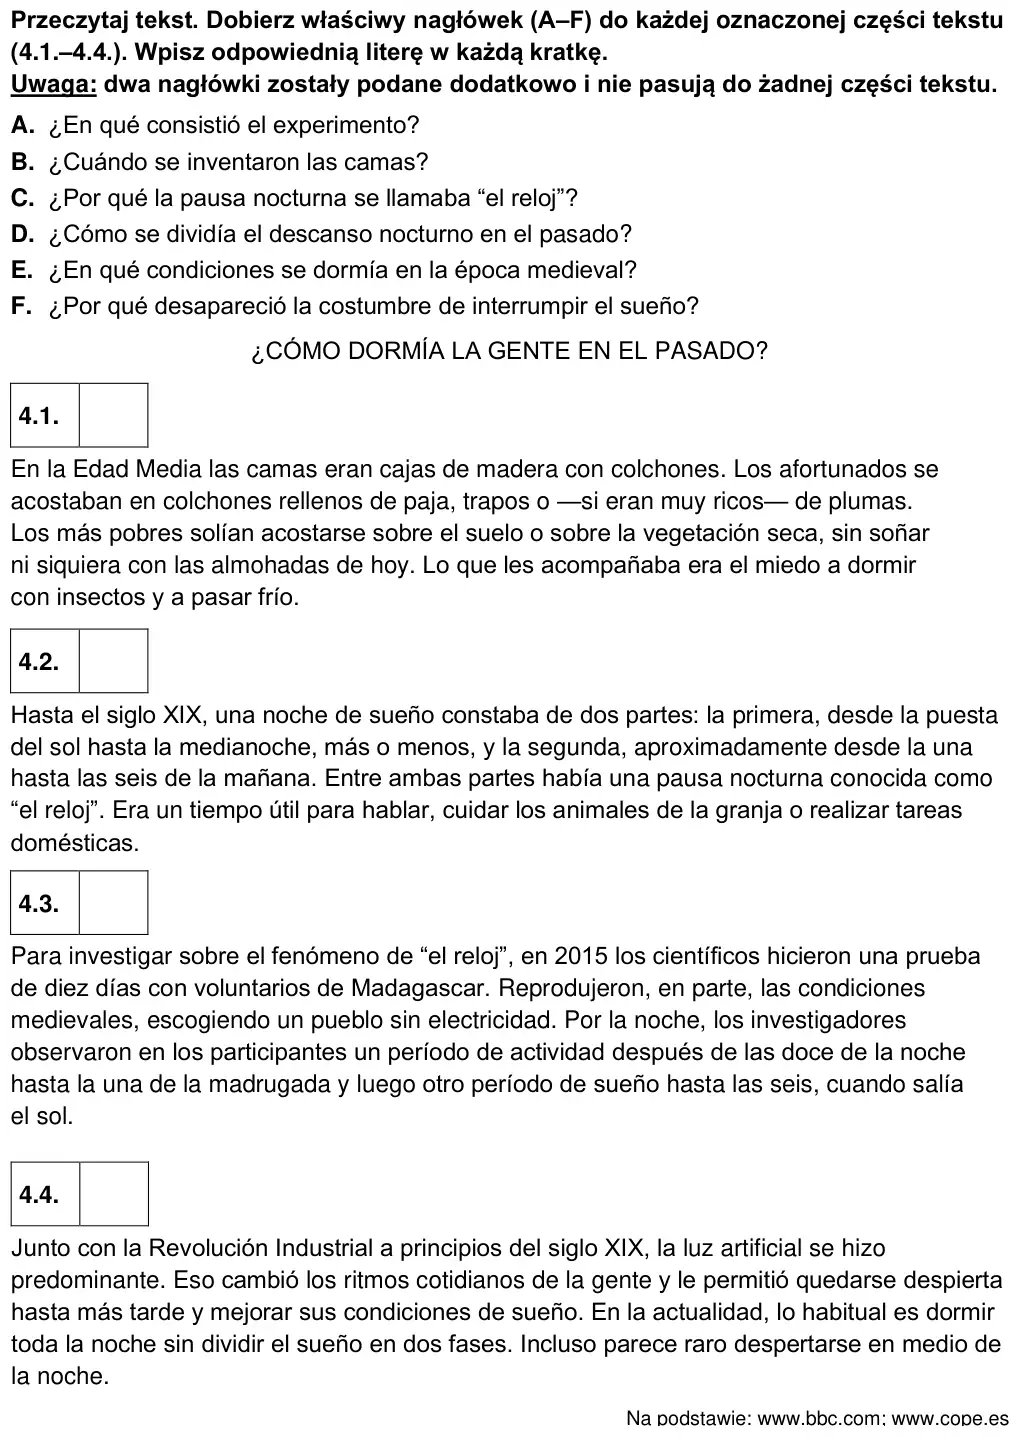 Przeczytaj tekst. Dobierz właściwy nagłówek (A–F) do każdej oznaczonej części tekstu
(4.1.–4.4.). Wpisz odpowiednią literę w każdą kratkę.
Uwaga: dwa nagłówki zostały podane dodatkowo i nie pasują do żadnej części tekstu.
A. ¿En qué consistió el experimento?
B. ¿Cuándo se inventaron las camas?
C. ¿Por qué la pausa nocturna se llamaba “el reloj”?
D. ¿Cómo se dividía el descanso nocturno en el pasado?
E. ¿En qué condiciones se dormía en la época medieval?
F. ¿Por qué desapareció la costumbre de interrumpir el sueño?
¿CÓMO DORMÍA LA GENTE EN EL PASADO?
4.1.
En la Edad Media las camas eran cajas de madera con colchones. Los afortunados se
acostaban en colchones rellenos de paja, trapos o —si eran muy ricos— de plumas.
Los más pobres solían acostarse sobre el suelo o sobre la vegetación seca, sin soñar
ni siquiera con las almohadas de hoy. Lo que les acompañaba era el miedo a dormir
con insectos y a pasar frío.
4.2.
Hasta el siglo XIX, una noche de sueño constaba de dos partes: la primera, desde la puesta
del sol hasta la medianoche, más o menos, y la segunda, aproximadamente desde la una
hasta las seis de la mañana. Entre ambas partes había una pausa nocturna conocida como
“el reloj”. Era un tiempo útil para hablar, cuidar los animales de la granja o realizar tareas
domésticas.
4.3.
Para investigar sobre el fenómeno de “el reloj”, en 2015 los científicos hicieron una prueba
de diez días con voluntarios de Madagascar. Reprodujeron, en parte, las condiciones
medievales, escogiendo un pueblo sin electricidad. Por la noche, los investigadores
observaron en los participantes un período de actividad después de las doce de la noche
hasta la una de la madrugada y luego otro período de sueño hasta las seis, cuando salía
el sol.
4.4.
Junto con la Revolución Industrial a principios del siglo XIX, la luz artificial se hizo
predominante. Eso cambió los ritmos cotidianos de la gente y le permitió quedarse despierta
hasta más tarde y mejorar sus condiciones de sueño. En la actualidad, lo habitual es dormir
toda la noche sin dividir el sueño en dos fases. Incluso parece raro despertarse en medio de
la noche.
Na podstawie: www.bbc.com; www.cope.es